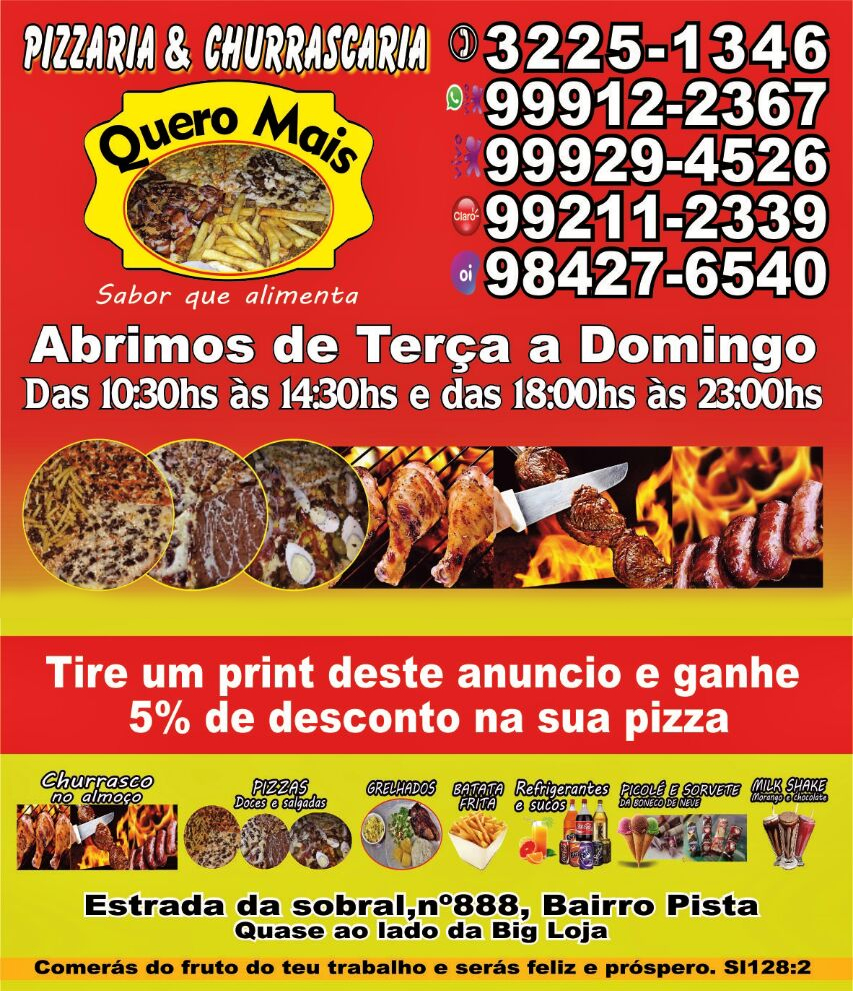 PIZZARIA & CHURRASCARIA
Quero Mais
Sabor que alimenta
3225-1346
vivo 99912-2367
vivo 99929-4526
Claro 99211-2339
oi 98427-6540
Abrimos de Terça a Domingo
Das 10:30hs às 14:30hs e das 18:00hs às 23:00hs
Tire um print deste anuncio e ganhe
5% de desconto na sua pizza
Churrasco
no almoço
PIZZAS
Doces e salgadas
GRELHADOS
BATATA
FRITA
Refrigerantes
e sucos
PICOLÉ E SORVETE
DA BONECO DE NEVE
MILK SHAKE
Morango e chocolate
Estrada da sobral,nº888, Bairro Pista
Quase ao lado da Big Loja
Comerás do fruto do teu trabalho e serás feliz e próspero. Sl128:2